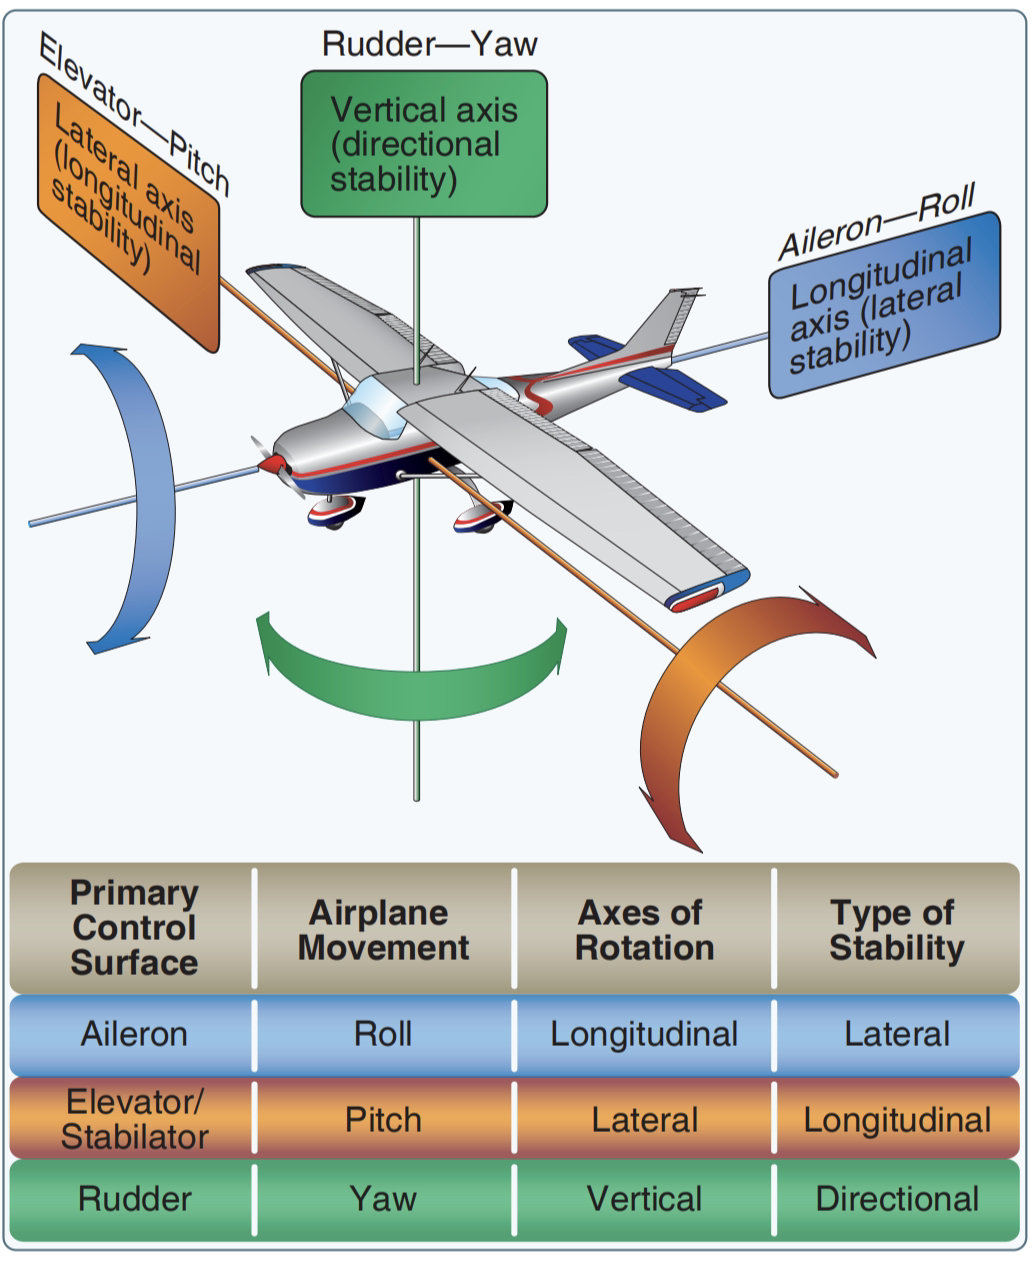 Elevator—Pitch
Lateral axis
(longitudinal
stability)
Rudder—Yaw
Vertical axis
(directional
stability)
Aileron—Roll
Longitudinal
axis (lateral
stability)
Primary
Control
Surface
Airplane
Movement
Axes of
Rotation
Type of
Stability
Aileron
Roll
Longitudinal
Lateral
Elevator/
Stabilator
Pitch
Lateral
Longitudinal
Rudder
Yaw
Vertical
Directional